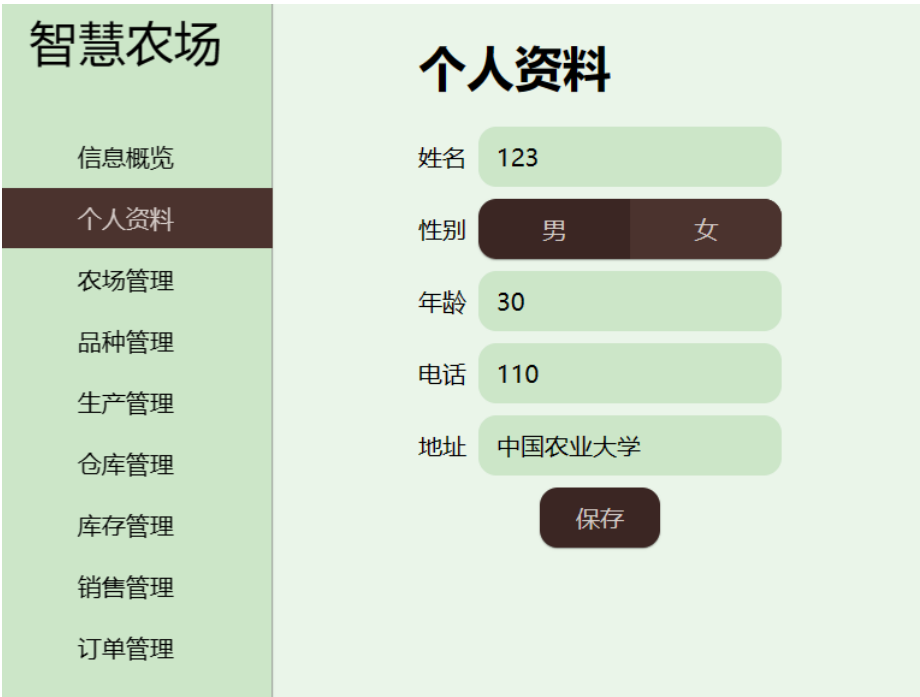 智慧农场
信息概览
个人资料
农场管理
品种管理
生产管理
仓库管理
库存管理
销售管理
订单管理
个人资料
姓名 123
性别 男 女
年龄 30
电话 110
地址 中国农业大学
保存